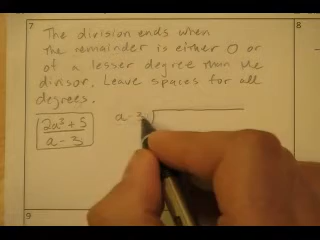 7
8
The division ends when
the remainder is either 0 or
of a lesser degree than the
divisor. Leave spaces for all
degrees.
2a² + 5
a - 3
a - 3
9